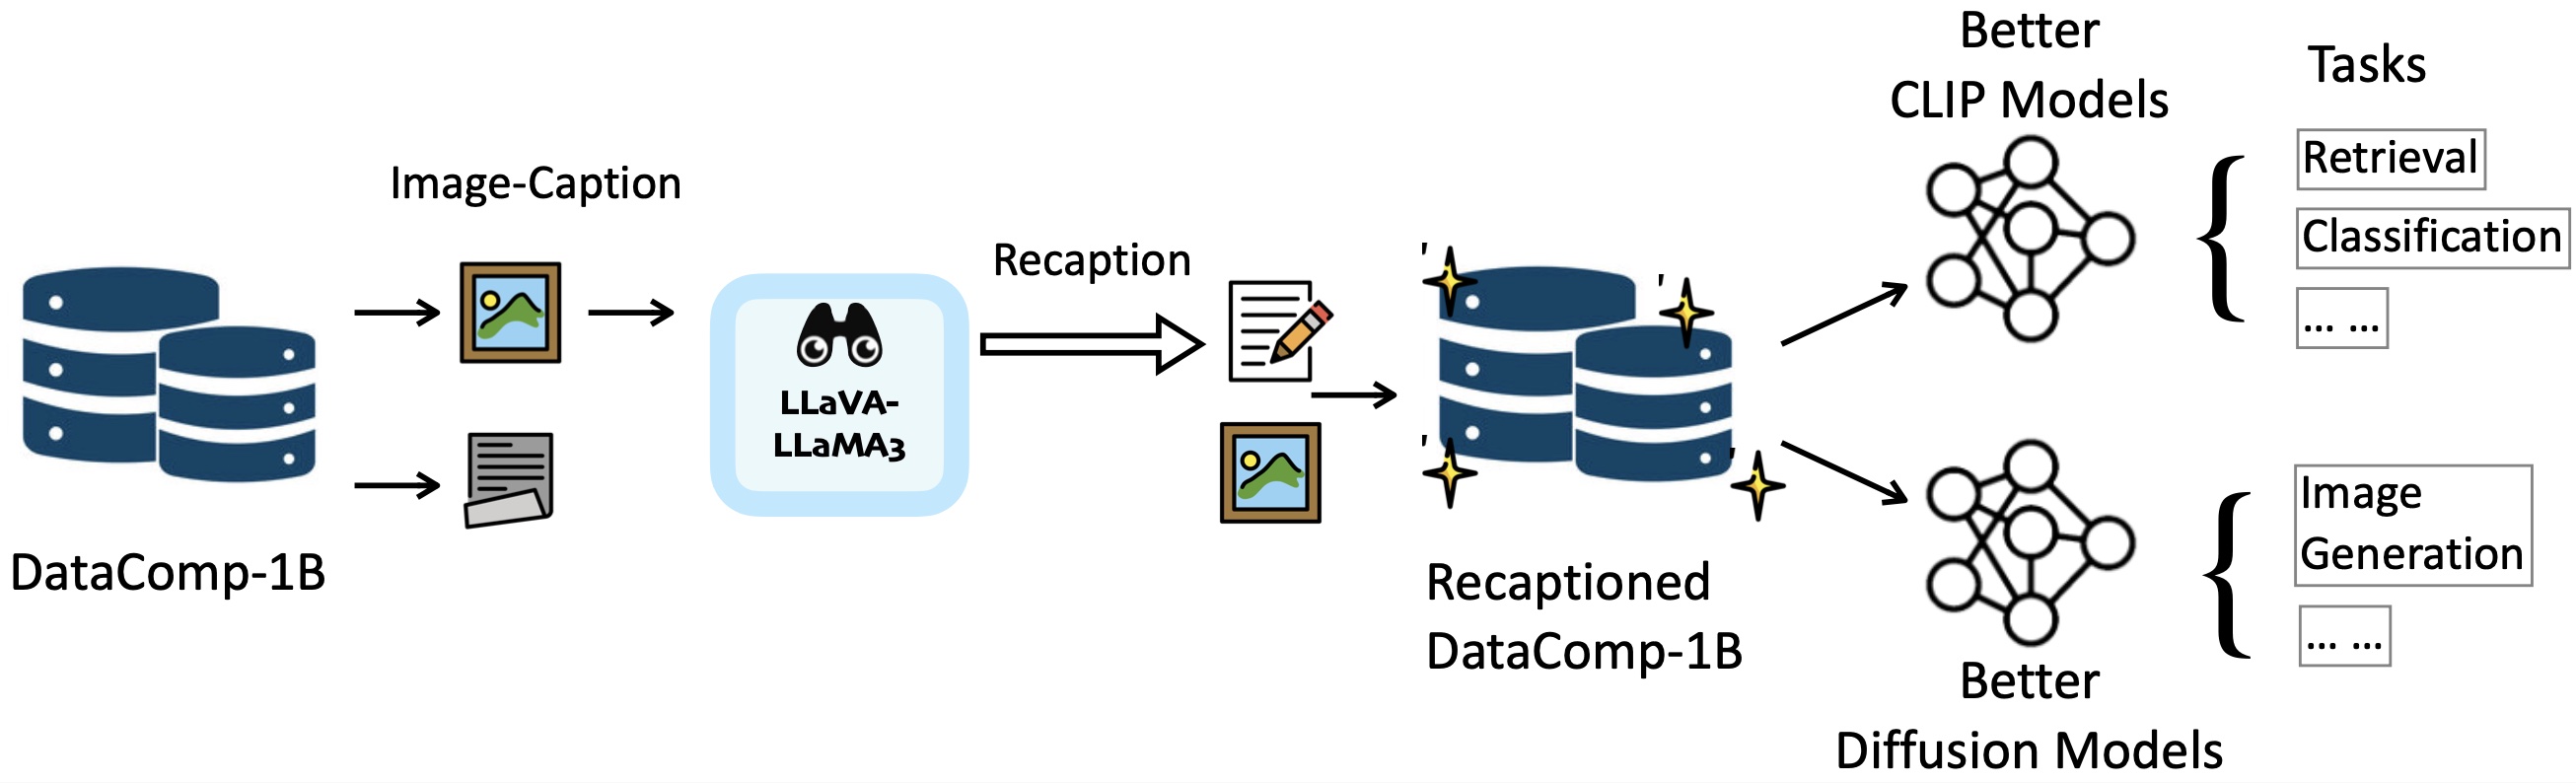 DataComp-1B
Image-Caption
LLaVA-
LLaMA3
Recaption
Recaptioned
DataComp-1B
Better
CLIP Models
Better
Diffusion Models
Tasks
Retrieval
Classification
... ...
Image
Generation
... ...